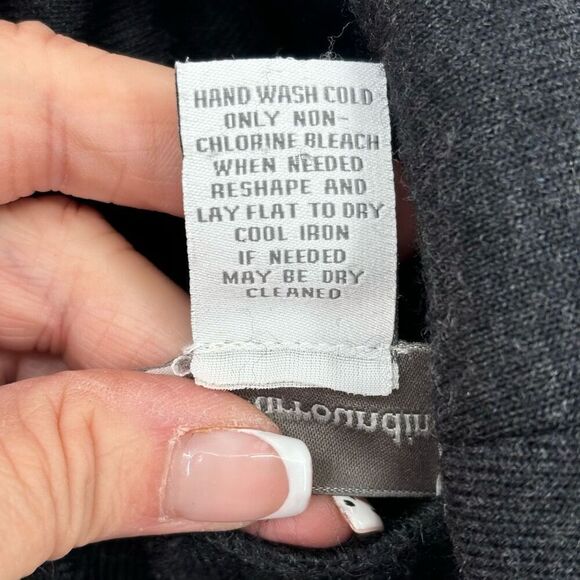 HAND WASH COLD
ONLY NON-
CHLORINE BLEACH
WHEN NEEDED
RESHAPE AND
LAY FLAT TO DRY
COOL IRON
IF NEEDED
MAY BE DRY
CLEANED